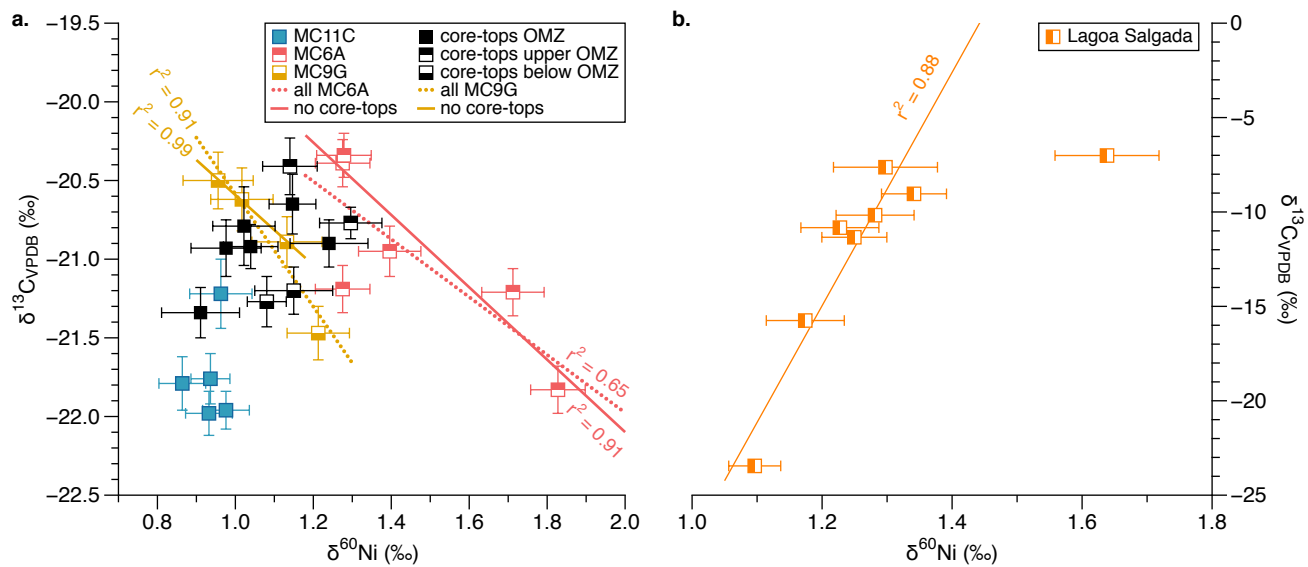 a.
−19.5
−20.0
−20.5
−21.0
−21.5
−22.0
−22.5
δ13CVPDB (‰)
MC11C
MC6A
MC9G
all MC6A
no core-tops
core-tops OMZ
core-tops upper OMZ
core-tops below OMZ
all MC9G
no core-tops
r2 = 0.91
r2 = 0.99
r2 = 0.65
r2 = 0.91
0.8 1.0 1.2 1.4 1.6 1.8 2.0
δ60Ni (‰)
b.
Lagoa Salgada
r2 = 0.88
0
−5
−10
−15
−20
−25
δ13CVPDB (‰)
1.0 1.2 1.4 1.6 1.8
δ60Ni (‰)